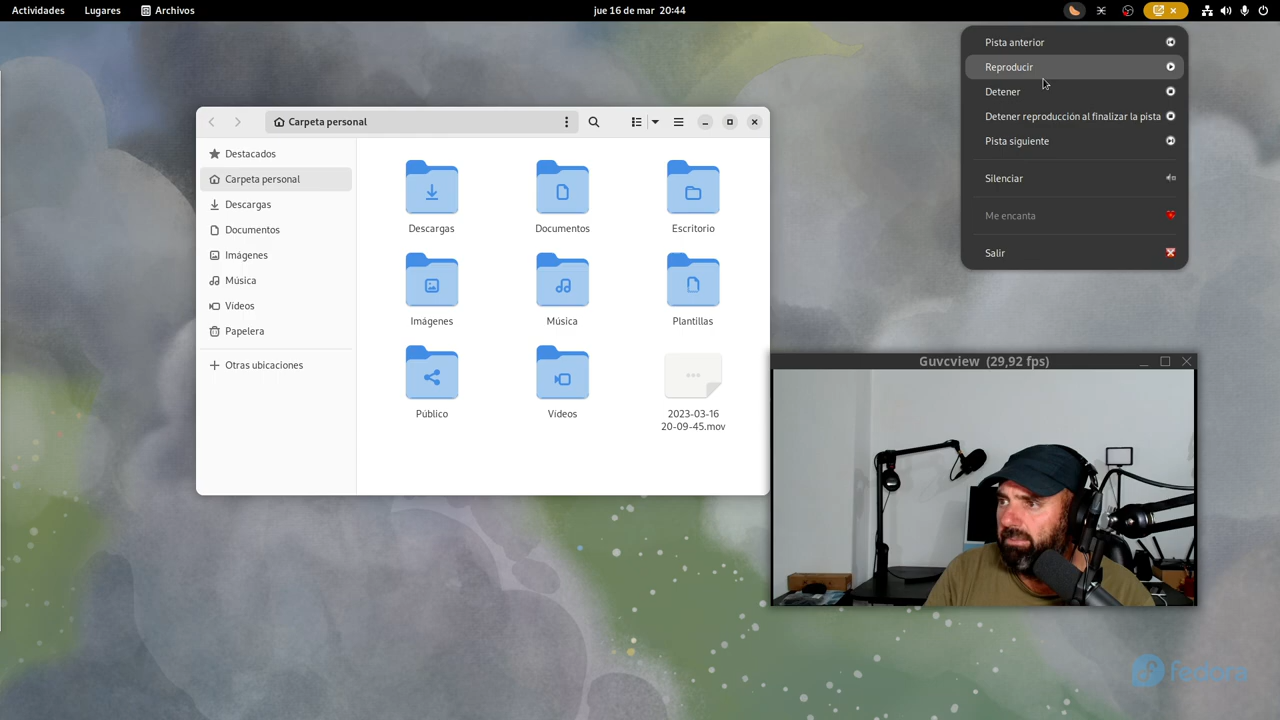 Actividades
Lugares
Archivos
jue 16 de mar  20:44
Pista anterior
Reproducir
Detener
Detener reproducción al finalizar la pista
Pista siguiente
Silenciar
Me encanta
Salir
Carpeta personal
Destacados
Carpeta personal
Descargas
Documentos
Imágenes
Música
Vídeos
Papelera
Otras ubicaciones
Descargas
Documentos
Escritorio
Imágenes
Música
Plantillas
Público
Vídeos
2023-03-16
20-09-45.mov
Guvcview  (29,92 fps)
fedora